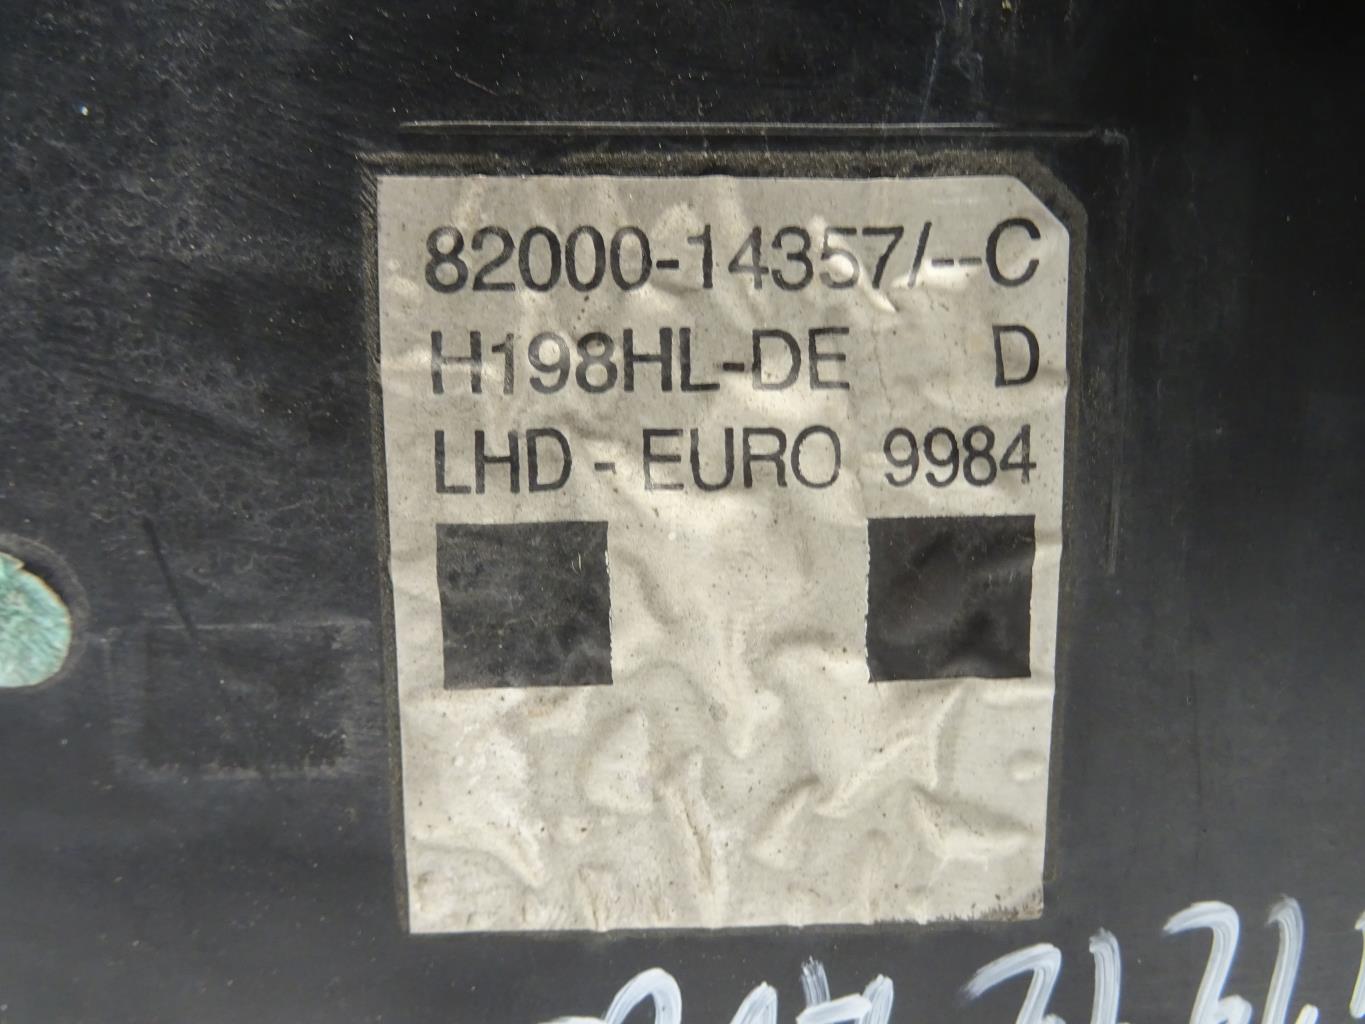 82000-14357/--C
H198HL-DE D
LHD - EURO 9984